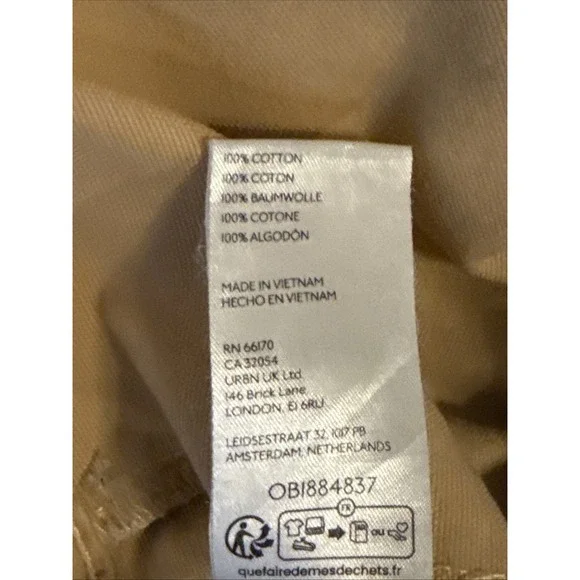 100% COTTON
100% COTON
100% BAUMWOLLE
100% COTONE
100% ALGODÓN
MADE IN VIETNAM
HECHO EN VIETNAM
RN 66170
CA 32054
URBN UK Ltd
146 Brick Lane
LONDON, E1 6RU
LEIDSESTRAAT 32, 1017 PB
AMSTERDAM, NETHERLANDS
OB1884837
FR
OU
quefairedemesdechets.fr